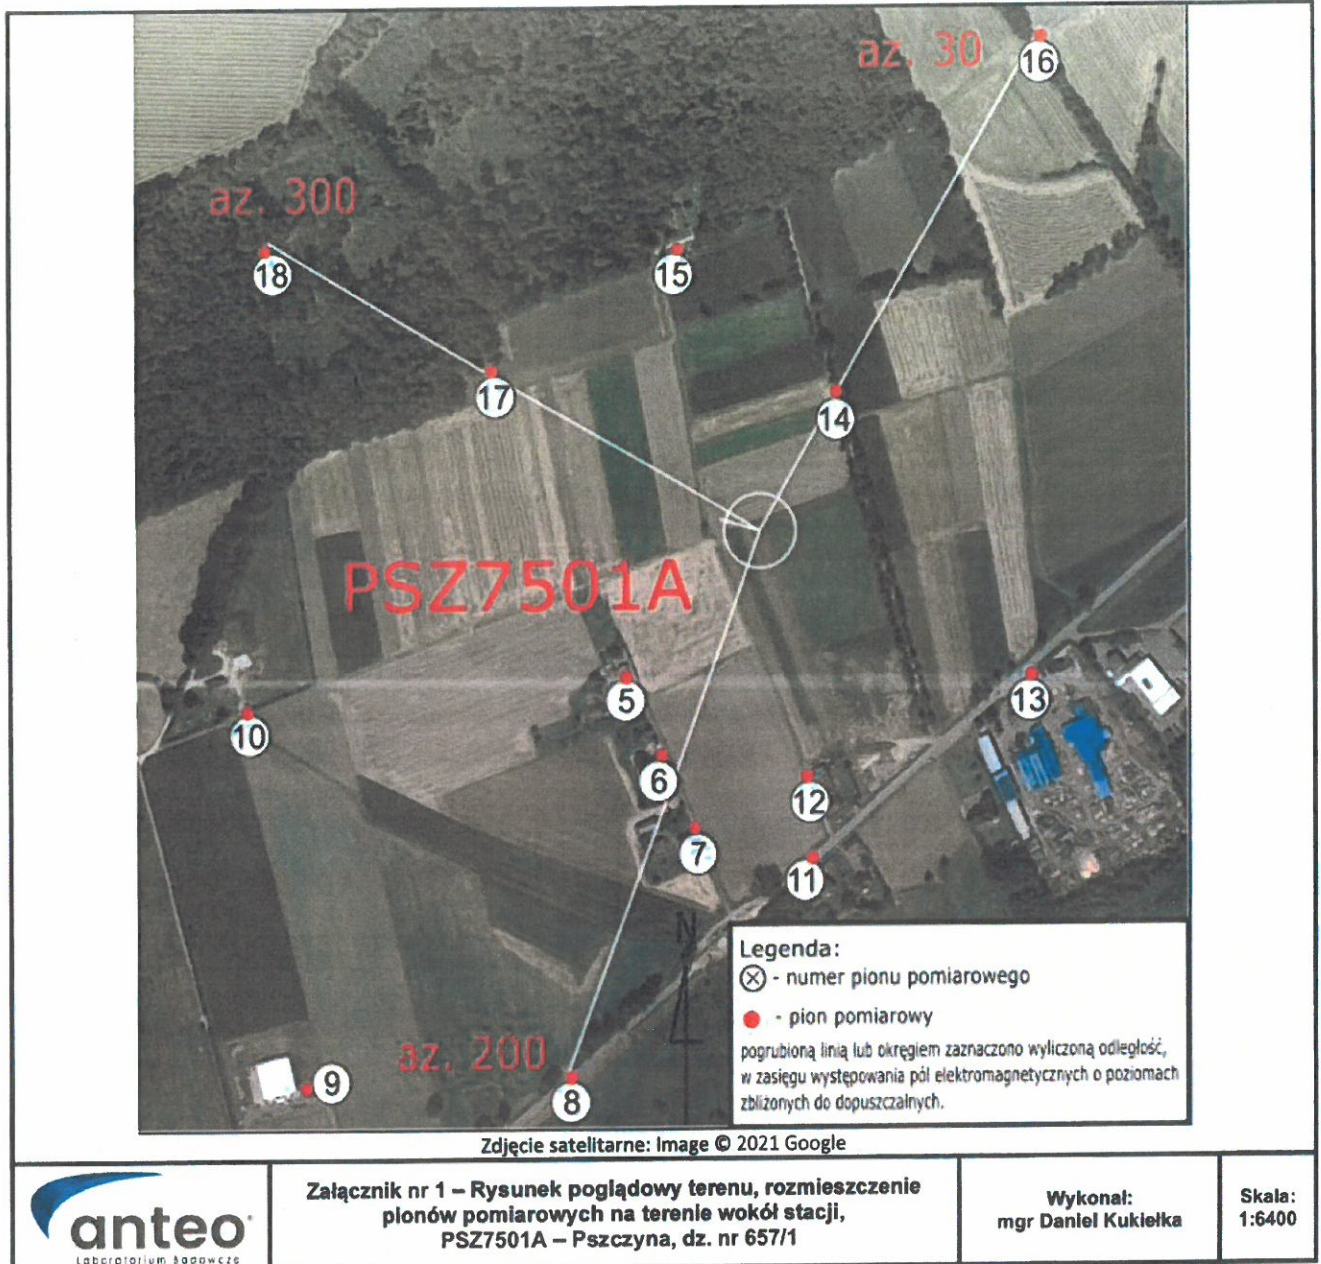 az. 30
16
az. 300
18
15
17
14
PSZ7501A
5
10
13
6
12
7
11
N
Legenda:
- numer pionu pomiarowego
- pion pomiarowy
pogrubioną linią lub okręgiem zaznaczono wyliczoną odległość,
w zasięgu występowania pól elektromagnetycznych o poziomach
zbliżonych do dopuszczalnych.
az. 200
9
8
Zdjęcie satelitarne: Image © 2021 Google
anteo
Laboratorium Badawcze
Załącznik nr 1 – Rysunek poglądowy terenu, rozmieszczenie
pionów pomiarowych na terenie wokół stacji,
PSZ7501A – Pszczyna, dz. nr 657/1
Wykonał:
mgr Daniel Kukiełka
Skala:
1:6400